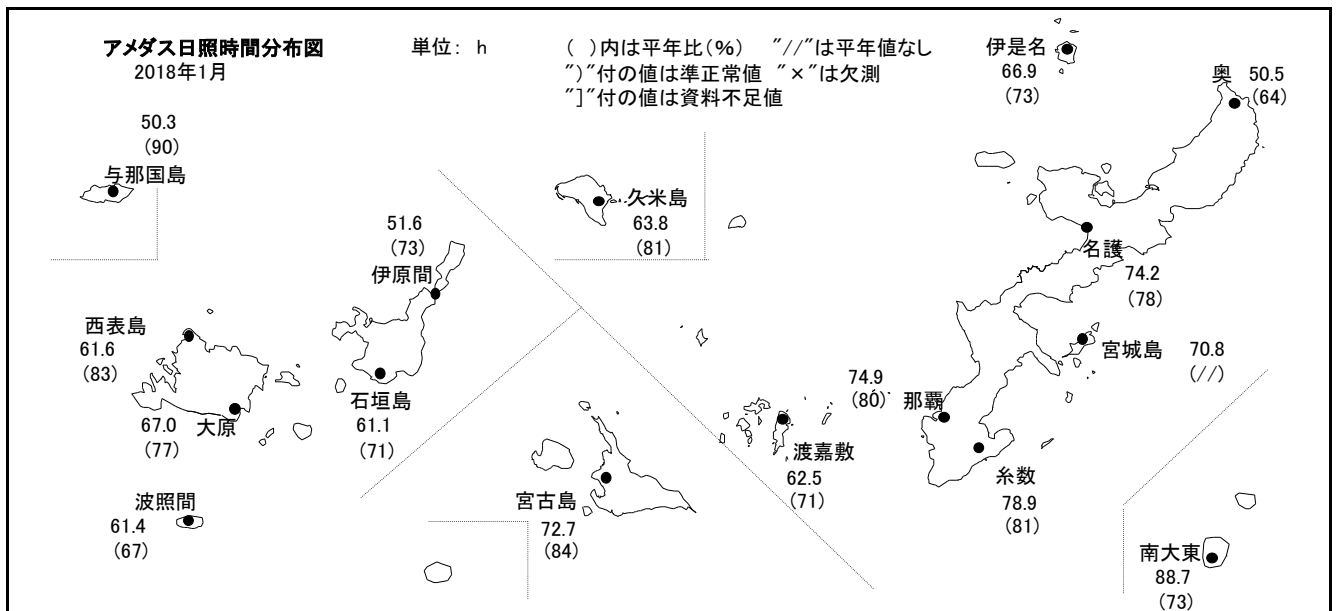 アメダス日照時間分布図
2018年1月
単位: h
( )内は平年比(%) "//"は平年値なし
")"付の値は準正常値 "×"は欠測
"]"付の値は資料不足値
伊是名
66.9
(73)
奥 50.5
(64)
50.3
(90)
与那国島
久米島
63.8
(81)
51.6
(73)
伊原間
名護
74.2
(78)
西表島
61.6
(83)
宮城島 70.8
(//)
石垣島
61.1
(71)
67.0 大原
(77)
74.9
(80) 那覇
渡嘉敷
62.5
(71)
糸数
78.9
(81)
波照間
61.4
(67)
宮古島
72.7
(84)
南大東
88.7
(73)